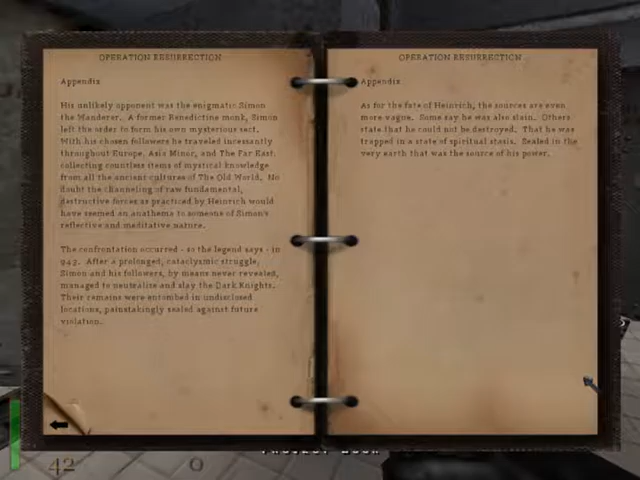 OPERATION RESURRECTION
Appendix
His unlikely opponent was the enigmatic Simon
the Wanderer. A former Benedictine monk, Simon
left the order to form his own mysterious sect.
With his chosen followers he traveled incessantly
throughout Europe, Asia Minor, and The Far East,
collecting countless items of mystical knowledge
from all the ancient cultures of The Old World. No
doubt the channeling of raw fundamental,
destructive forces as practiced by Heinrich would
have seemed an anathema to someone of Simon's
reflective and meditative nature.
The confrontation occurred - so the legend says - in
943. After a prolonged, cataclysmic struggle,
Simon and his followers, by means never revealed,
managed to neutralize and slay the Dark Knights.
Their remains were entombed in undisclosed
locations, painstakingly sealed against future
violation.
OPERATION RESURRECTION
Appendix
As for the fate of Heinrich, the sources are even
more vague. Some say he was also slain. Others
state that he could not be destroyed. That he was
trapped in a state of spiritual stasis. Sealed in the
very earth that was the source of his power.
42
0